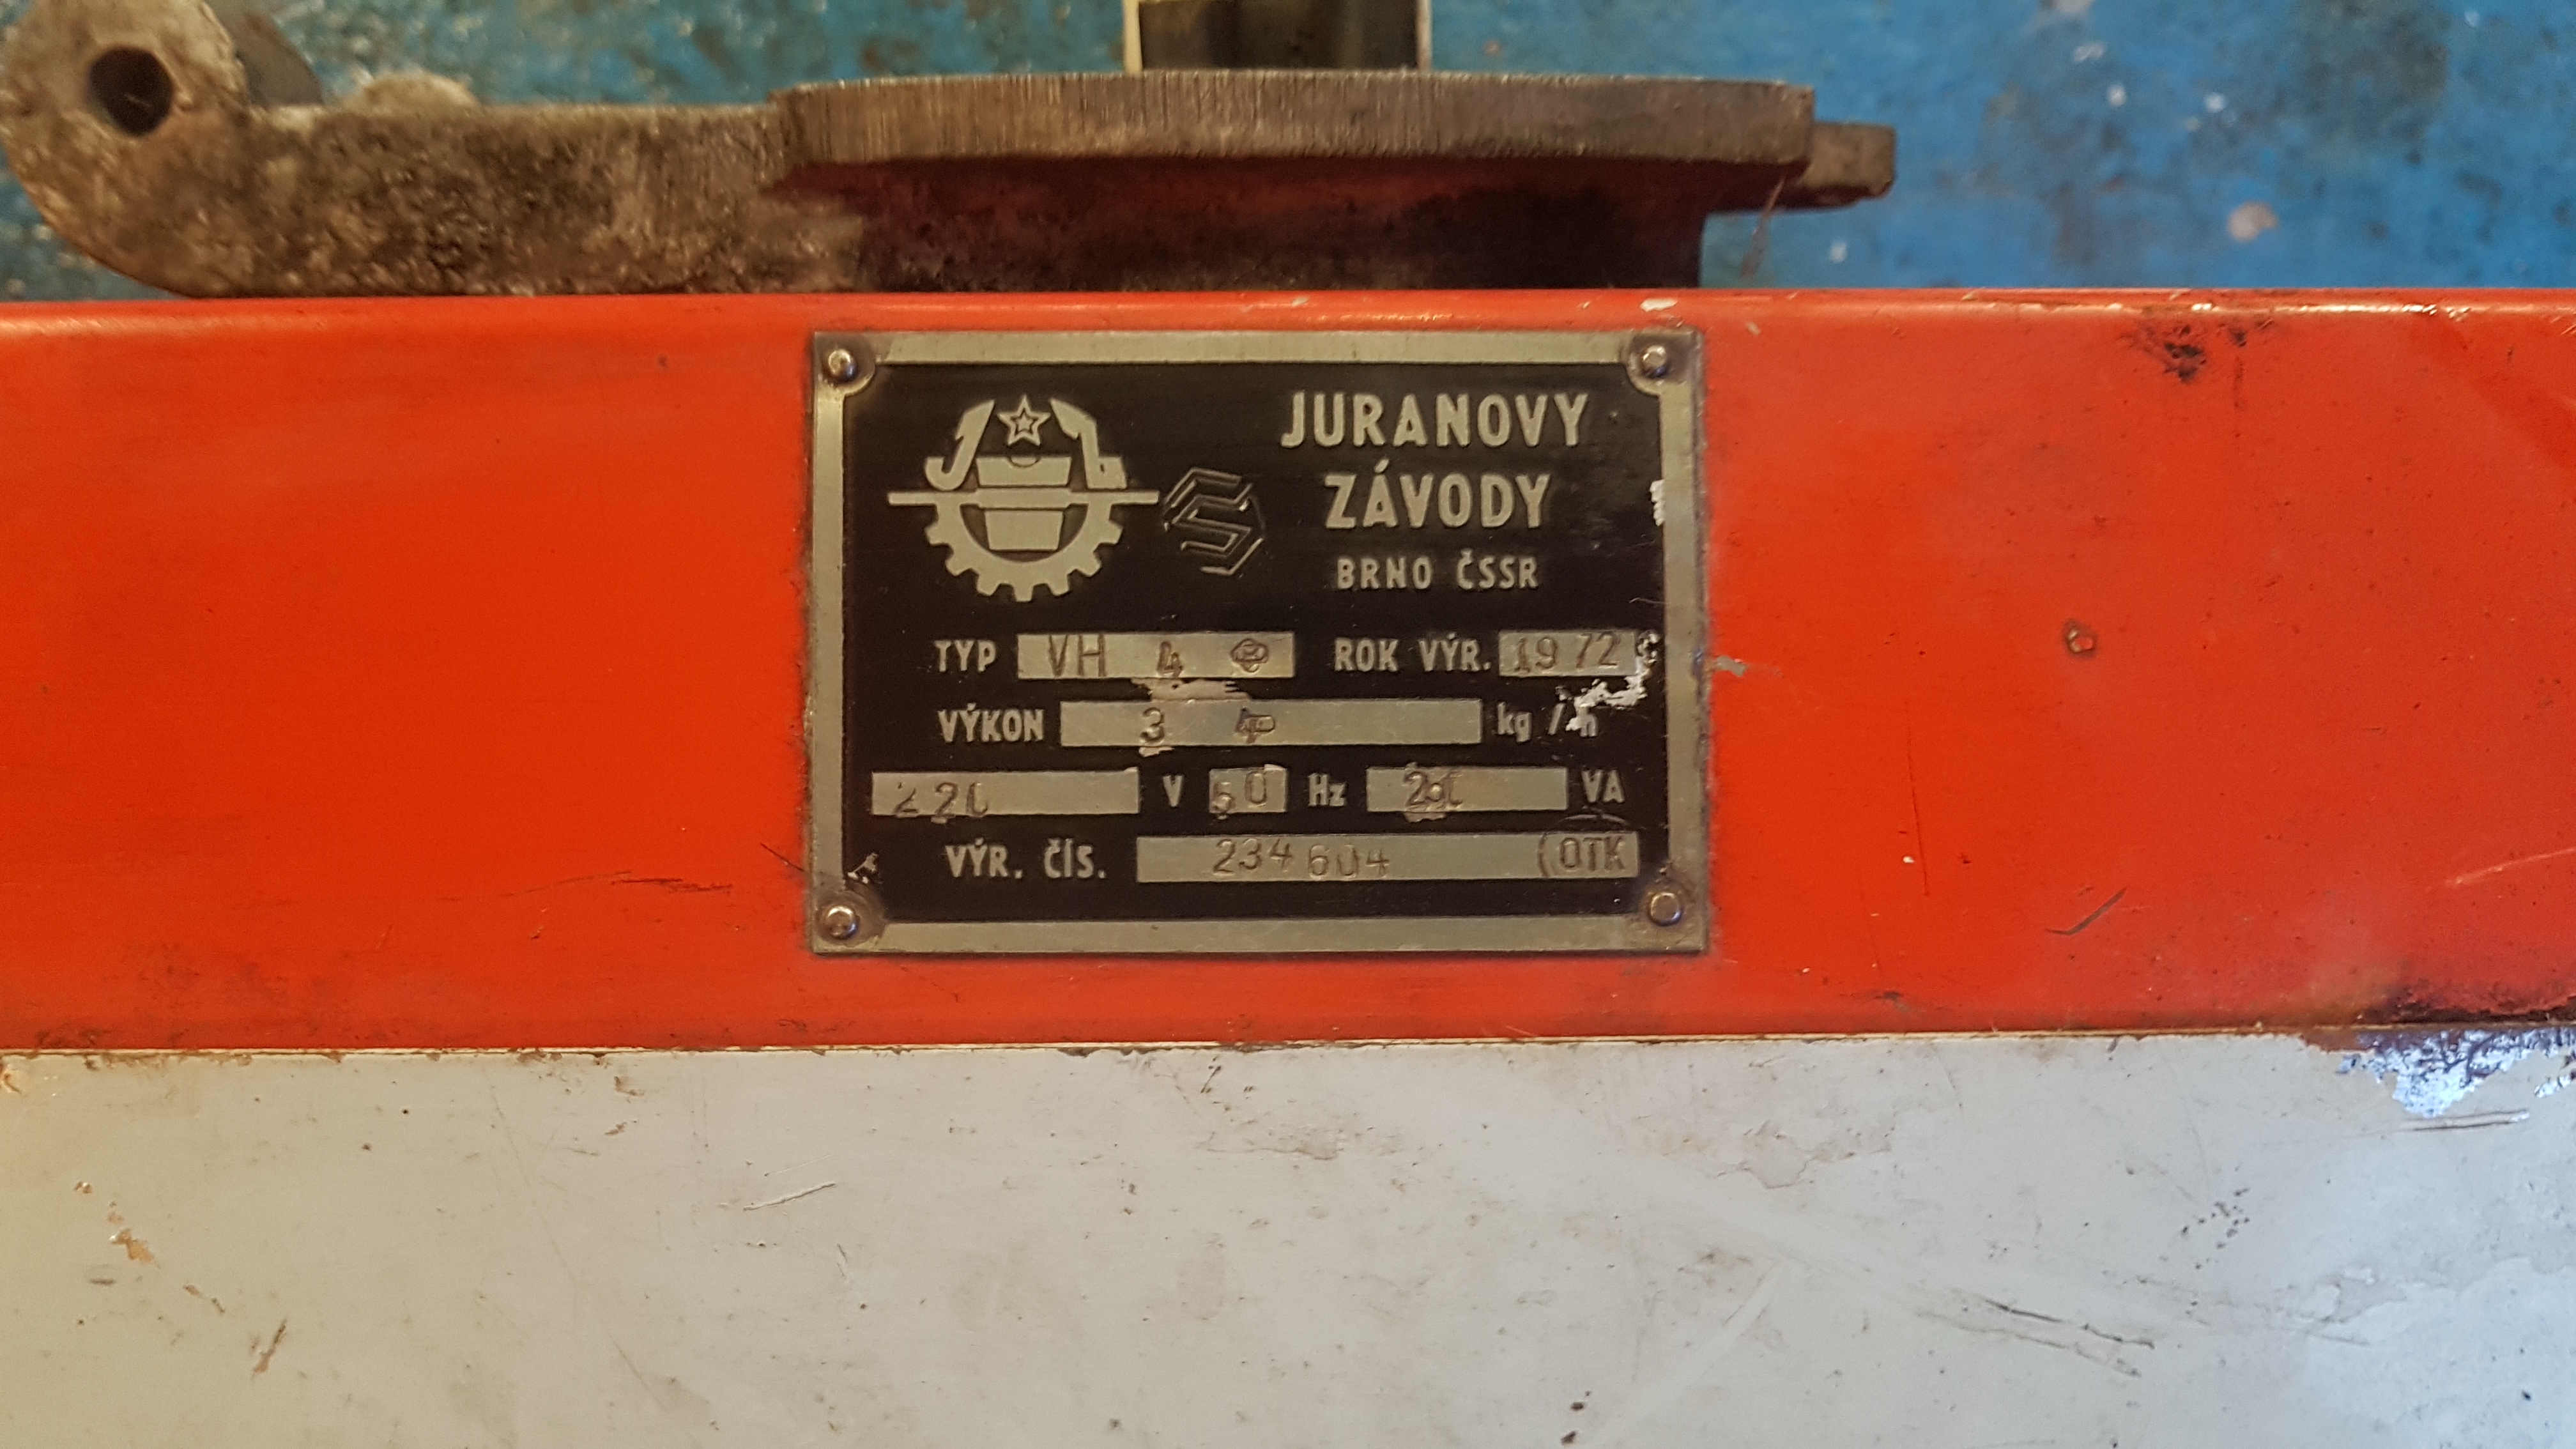 JURANOVY
ZÁVODY
BRNO ČSSR
TYP VH 4 ROK VÝR. 1972
VÝKON 3 4 kg/h
220 V 50 Hz VA
VÝR. ČÍS. 234604 OTK